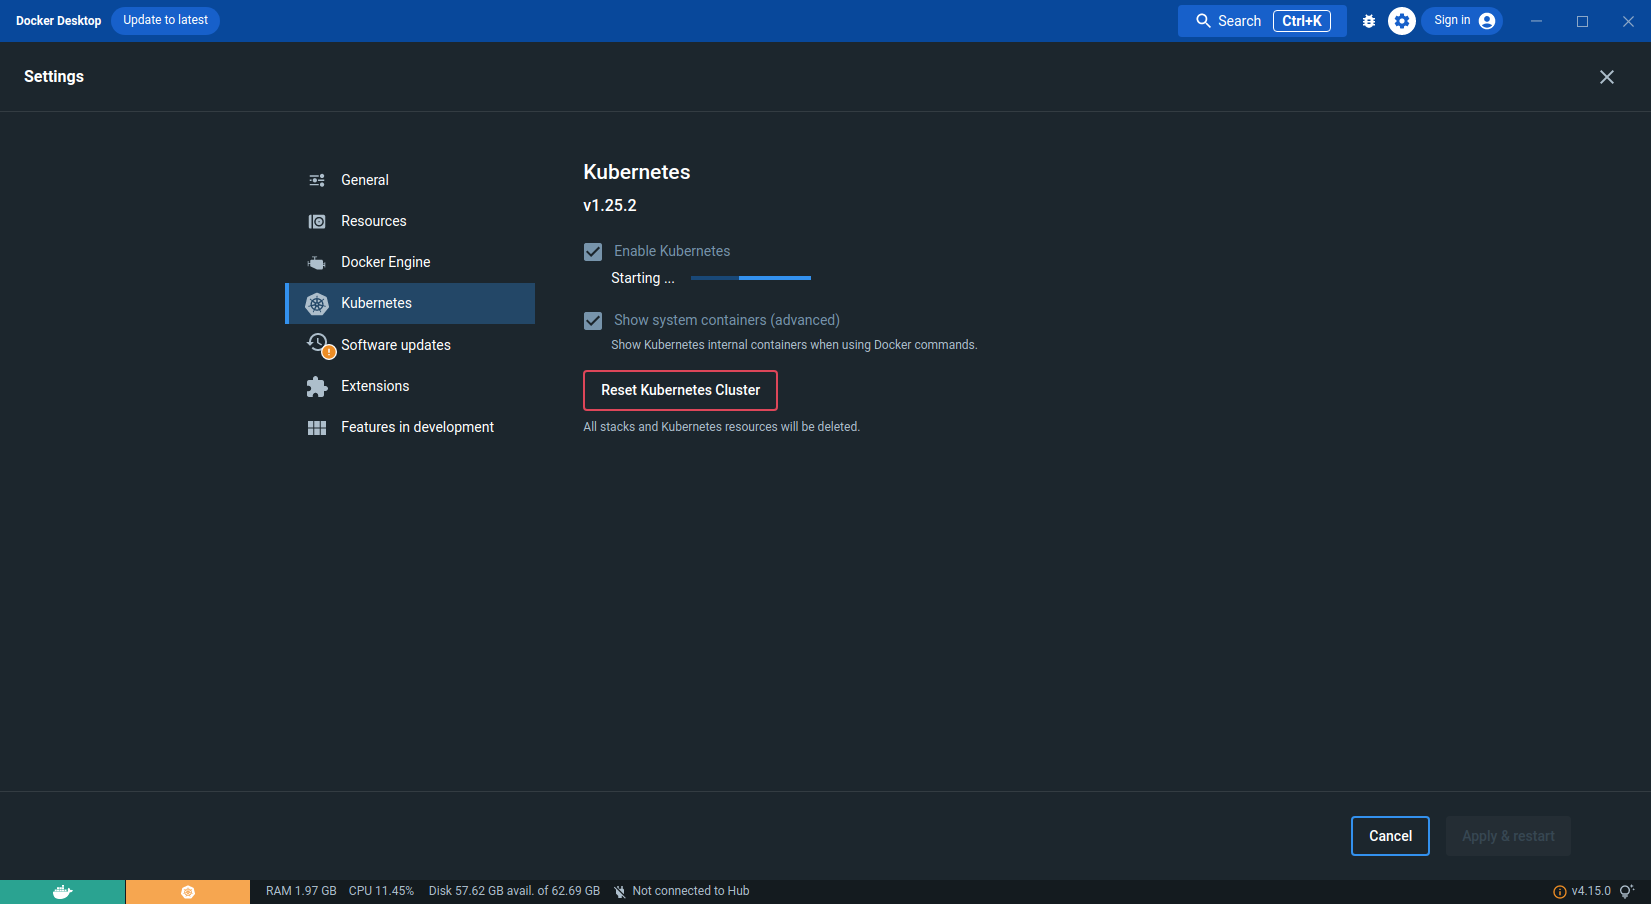 Docker Desktop Update to latest Search Ctrl+K Sign in
Settings
General
Resources
Docker Engine
Kubernetes
Software updates
Extensions
Features in development
Kubernetes
v1.25.2
Enable Kubernetes
Starting ...
Show system containers (advanced)
Show Kubernetes internal containers when using Docker commands.
Reset Kubernetes Cluster
All stacks and Kubernetes resources will be deleted.
Cancel Apply & restart
RAM 1.97 GB CPU 11.45% Disk 57.62 GB avail. of 62.69 GB Not connected to Hub v4.15.0